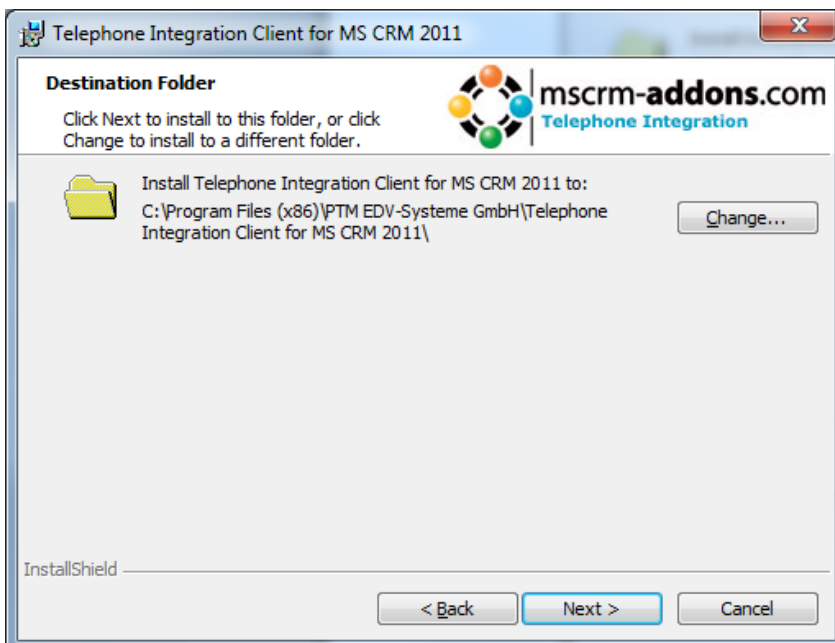 Telephone Integration Client for MS CRM 2011
Destination Folder
Click Next to install to this folder, or click
Change to install to a different folder.
mscrm-addons.com
Telephone Integration
Install Telephone Integration Client for MS CRM 2011 to:
C:\Program Files (x86)\PTM EDV-Systeme GmbH\Telephone
Integration Client for MS CRM 2011\
Change...
InstallShield
< Back
Next >
Cancel